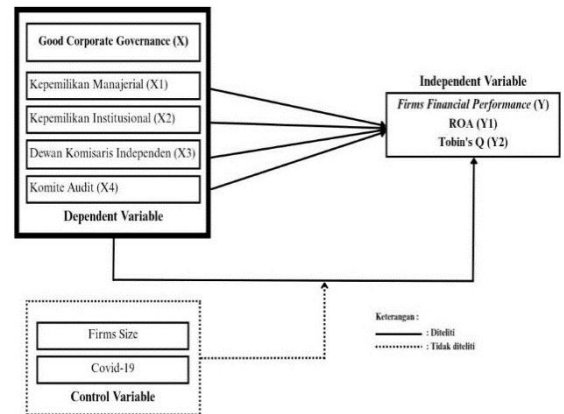 Good Corporate Governance (X)
Kepemilikan Manajerial (X1)
Kepemilikan Institusional (X2)
Dewan Komisaris Independen (X3)
Komite Audit (X4)
Dependent Variable
Independent Variable
Firms Financial Performance (Y)
ROA (Y1)
Tobin's Q (Y2)
Firms Size
Covid-19
Control Variable
Keterangan :
: Diteliti
: Tidak diteliti